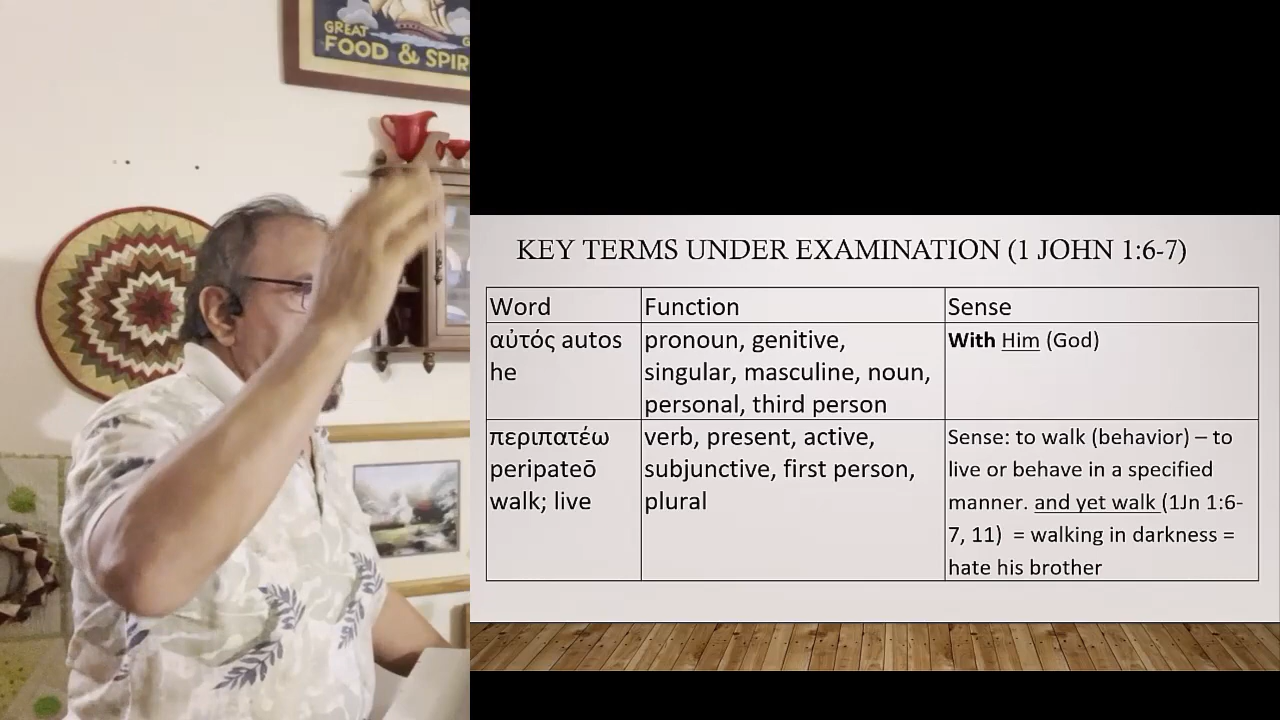 GREAT
FOOD & SPIR
KEY TERMS UNDER EXAMINATION (1 JOHN 1:6-7)
Word
Function
Sense
αὐτός autos
he
pronoun, genitive,
singular, masculine, noun,
personal, third person
With Him (God)
περιπατέω
peripateō
walk; live
verb, present, active,
subjunctive, first person,
plural
Sense: to walk (behavior) – to
live or behave in a specified
manner. and yet walk (1Jn 1:6-
7, 11)  = walking in darkness =
hate his brother